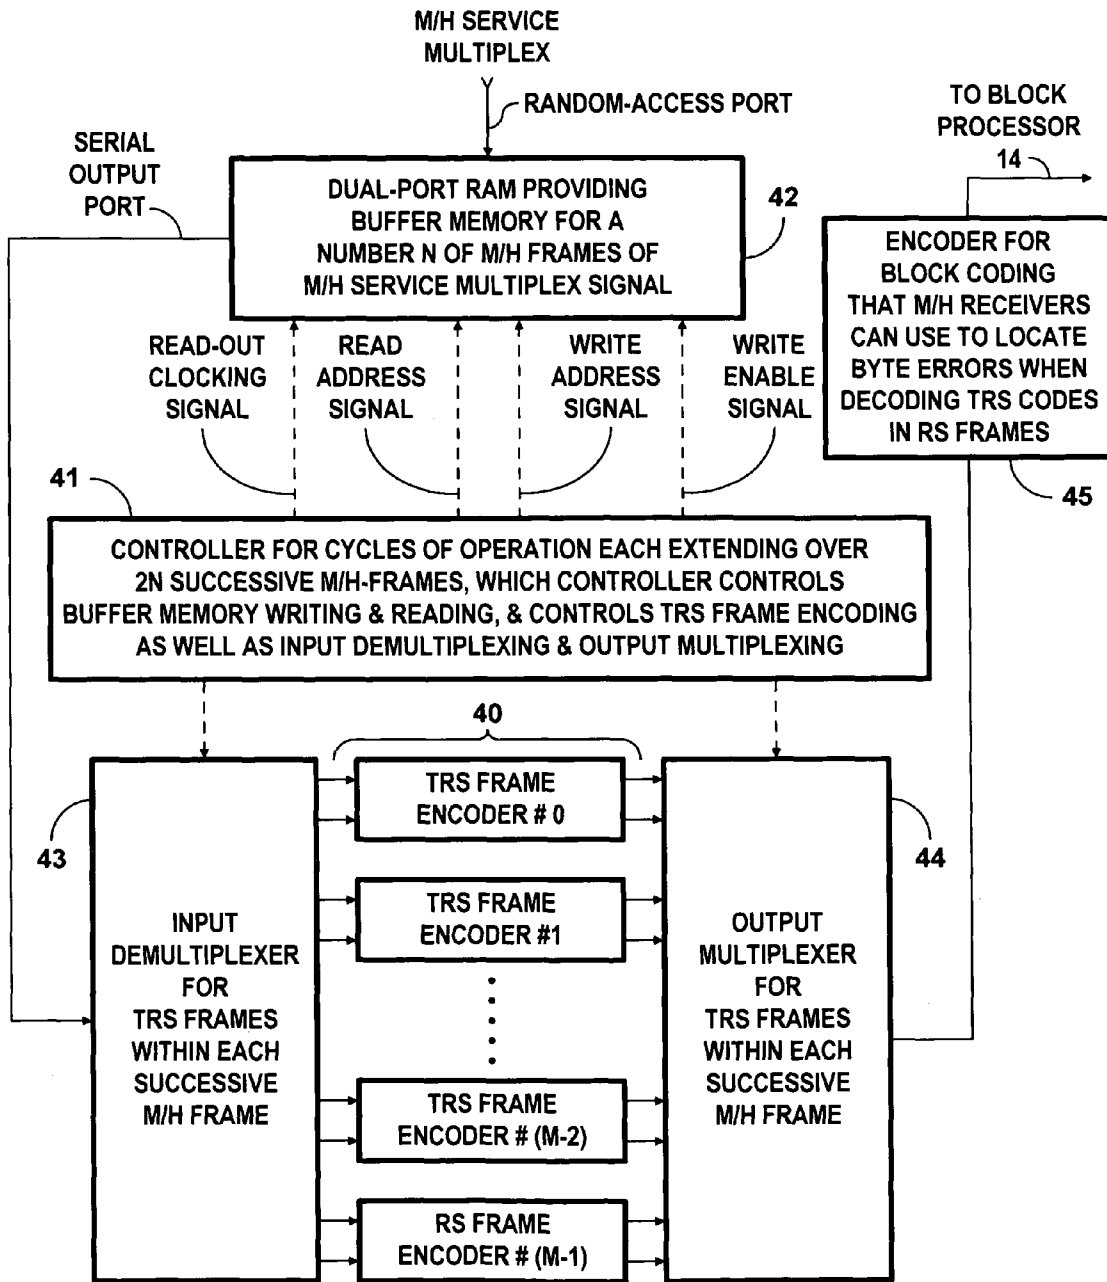 M/H SERVICE
MULTIPLEX
RANDOM-ACCESS PORT
TO BLOCK
PROCESSOR
14
SERIAL
OUTPUT
PORT
DUAL-PORT RAM PROVIDING
BUFFER MEMORY FOR A
NUMBER N OF M/H FRAMES OF
M/H SERVICE MULTIPLEX SIGNAL
42
ENCODER FOR
BLOCK CODING
THAT M/H RECEIVERS
CAN USE TO LOCATE
BYTE ERRORS WHEN
DECODING TRS CODES
IN RS FRAMES
45
READ-OUT
CLOCKING
SIGNAL
READ
ADDRESS
SIGNAL
WRITE
ADDRESS
SIGNAL
WRITE
ENABLE
SIGNAL
41
CONTROLLER FOR CYCLES OF OPERATION EACH EXTENDING OVER
2N SUCCESSIVE M/H-FRAMES, WHICH CONTROLLER CONTROLS
BUFFER MEMORY WRITING & READING, & CONTROLS TRS FRAME ENCODING
AS WELL AS INPUT DEMULTIPLEXING & OUTPUT MULTIPLEXING
40
43
INPUT
DEMULTIPLEXER
FOR
TRS FRAMES
WITHIN EACH
SUCCESSIVE
M/H FRAME
TRS FRAME
ENCODER # 0
TRS FRAME
ENCODER #1
TRS FRAME
ENCODER # (M-2)
RS FRAME
ENCODER # (M-1)
44
OUTPUT
MULTIPLEXER
FOR
TRS FRAMES
WITHIN EACH
SUCCESSIVE
M/H FRAME